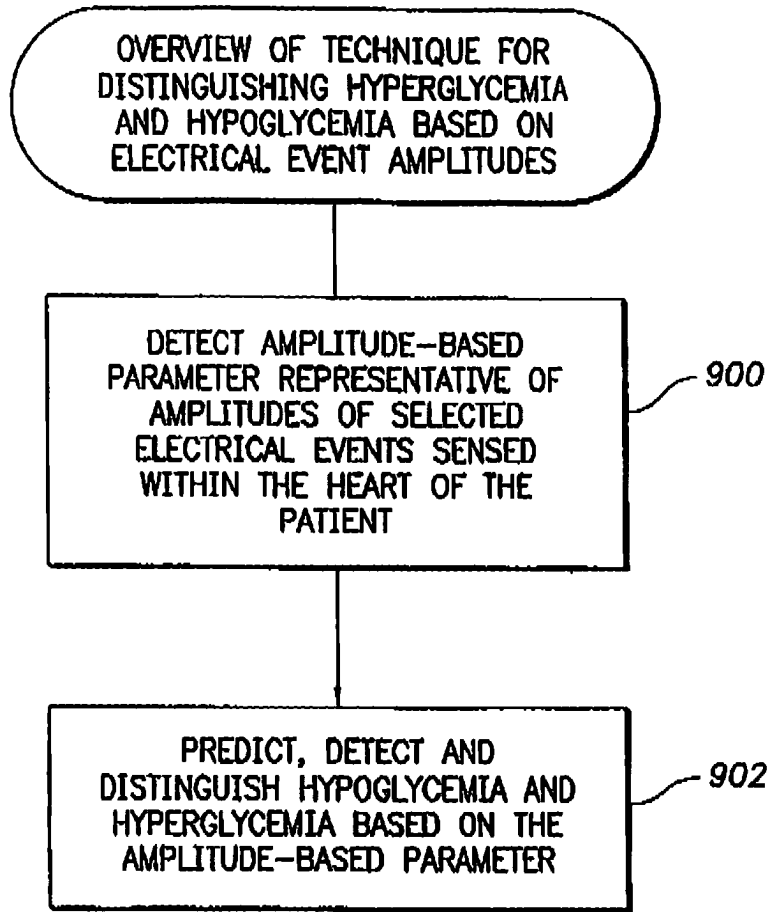 OVERVIEW OF TECHNIQUE FOR
DISTINGUISHING HYPERGLYCEMIA
AND HYPOGLYCEMIA BASED ON
ELECTRICAL EVENT AMPLITUDES
DETECT AMPLITUDE-BASED
PARAMETER REPRESENTATIVE OF
AMPLITUDES OF SELECTED
ELECTRICAL EVENTS SENSED
WITHIN THE HEART OF THE
PATIENT
900
PREDICT, DETECT AND
DISTINGUISH HYPOGLYCEMIA AND
HYPERGLYCEMIA BASED ON THE
AMPLITUDE-BASED PARAMETER
902